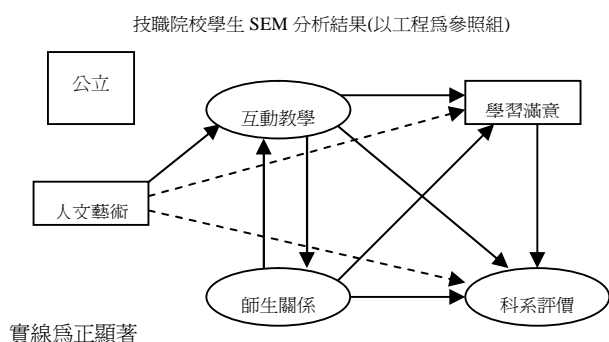 技職院校學生 SEM 分析結果(以工程爲參照組)
公立
互動教學
學習滿意
人文藝術
師生關係
科系評價
實線爲正顯著